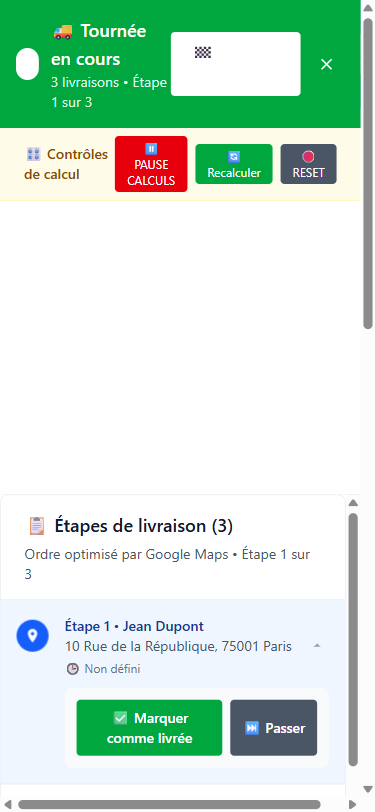 🚚 Tournée
en cours
3 livraisons • Étape
1 sur 3
🏁
×
🎛️ Contrôles
de calcul
⏸️
PAUSE
CALCULS
🔄
Recalculer
🔴
RESET
📋 Étapes de livraison (3)
Ordre optimisé par Google Maps • Étape 1 sur
3
Étape 1 • Jean Dupont
10 Rue de la République, 75001 Paris
🕒 Non défini
✅ Marquer
comme livrée
⏭️ Passer